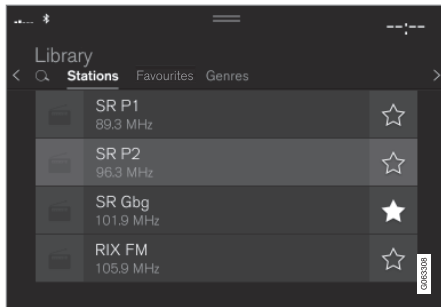 --:--
Library
Stations Favourites Genres
SR P1
89.3 MHz
SR P2
96.3 MHz
SR Gbg
101.9 MHz
RIX FM
105.9 MHz
G063308